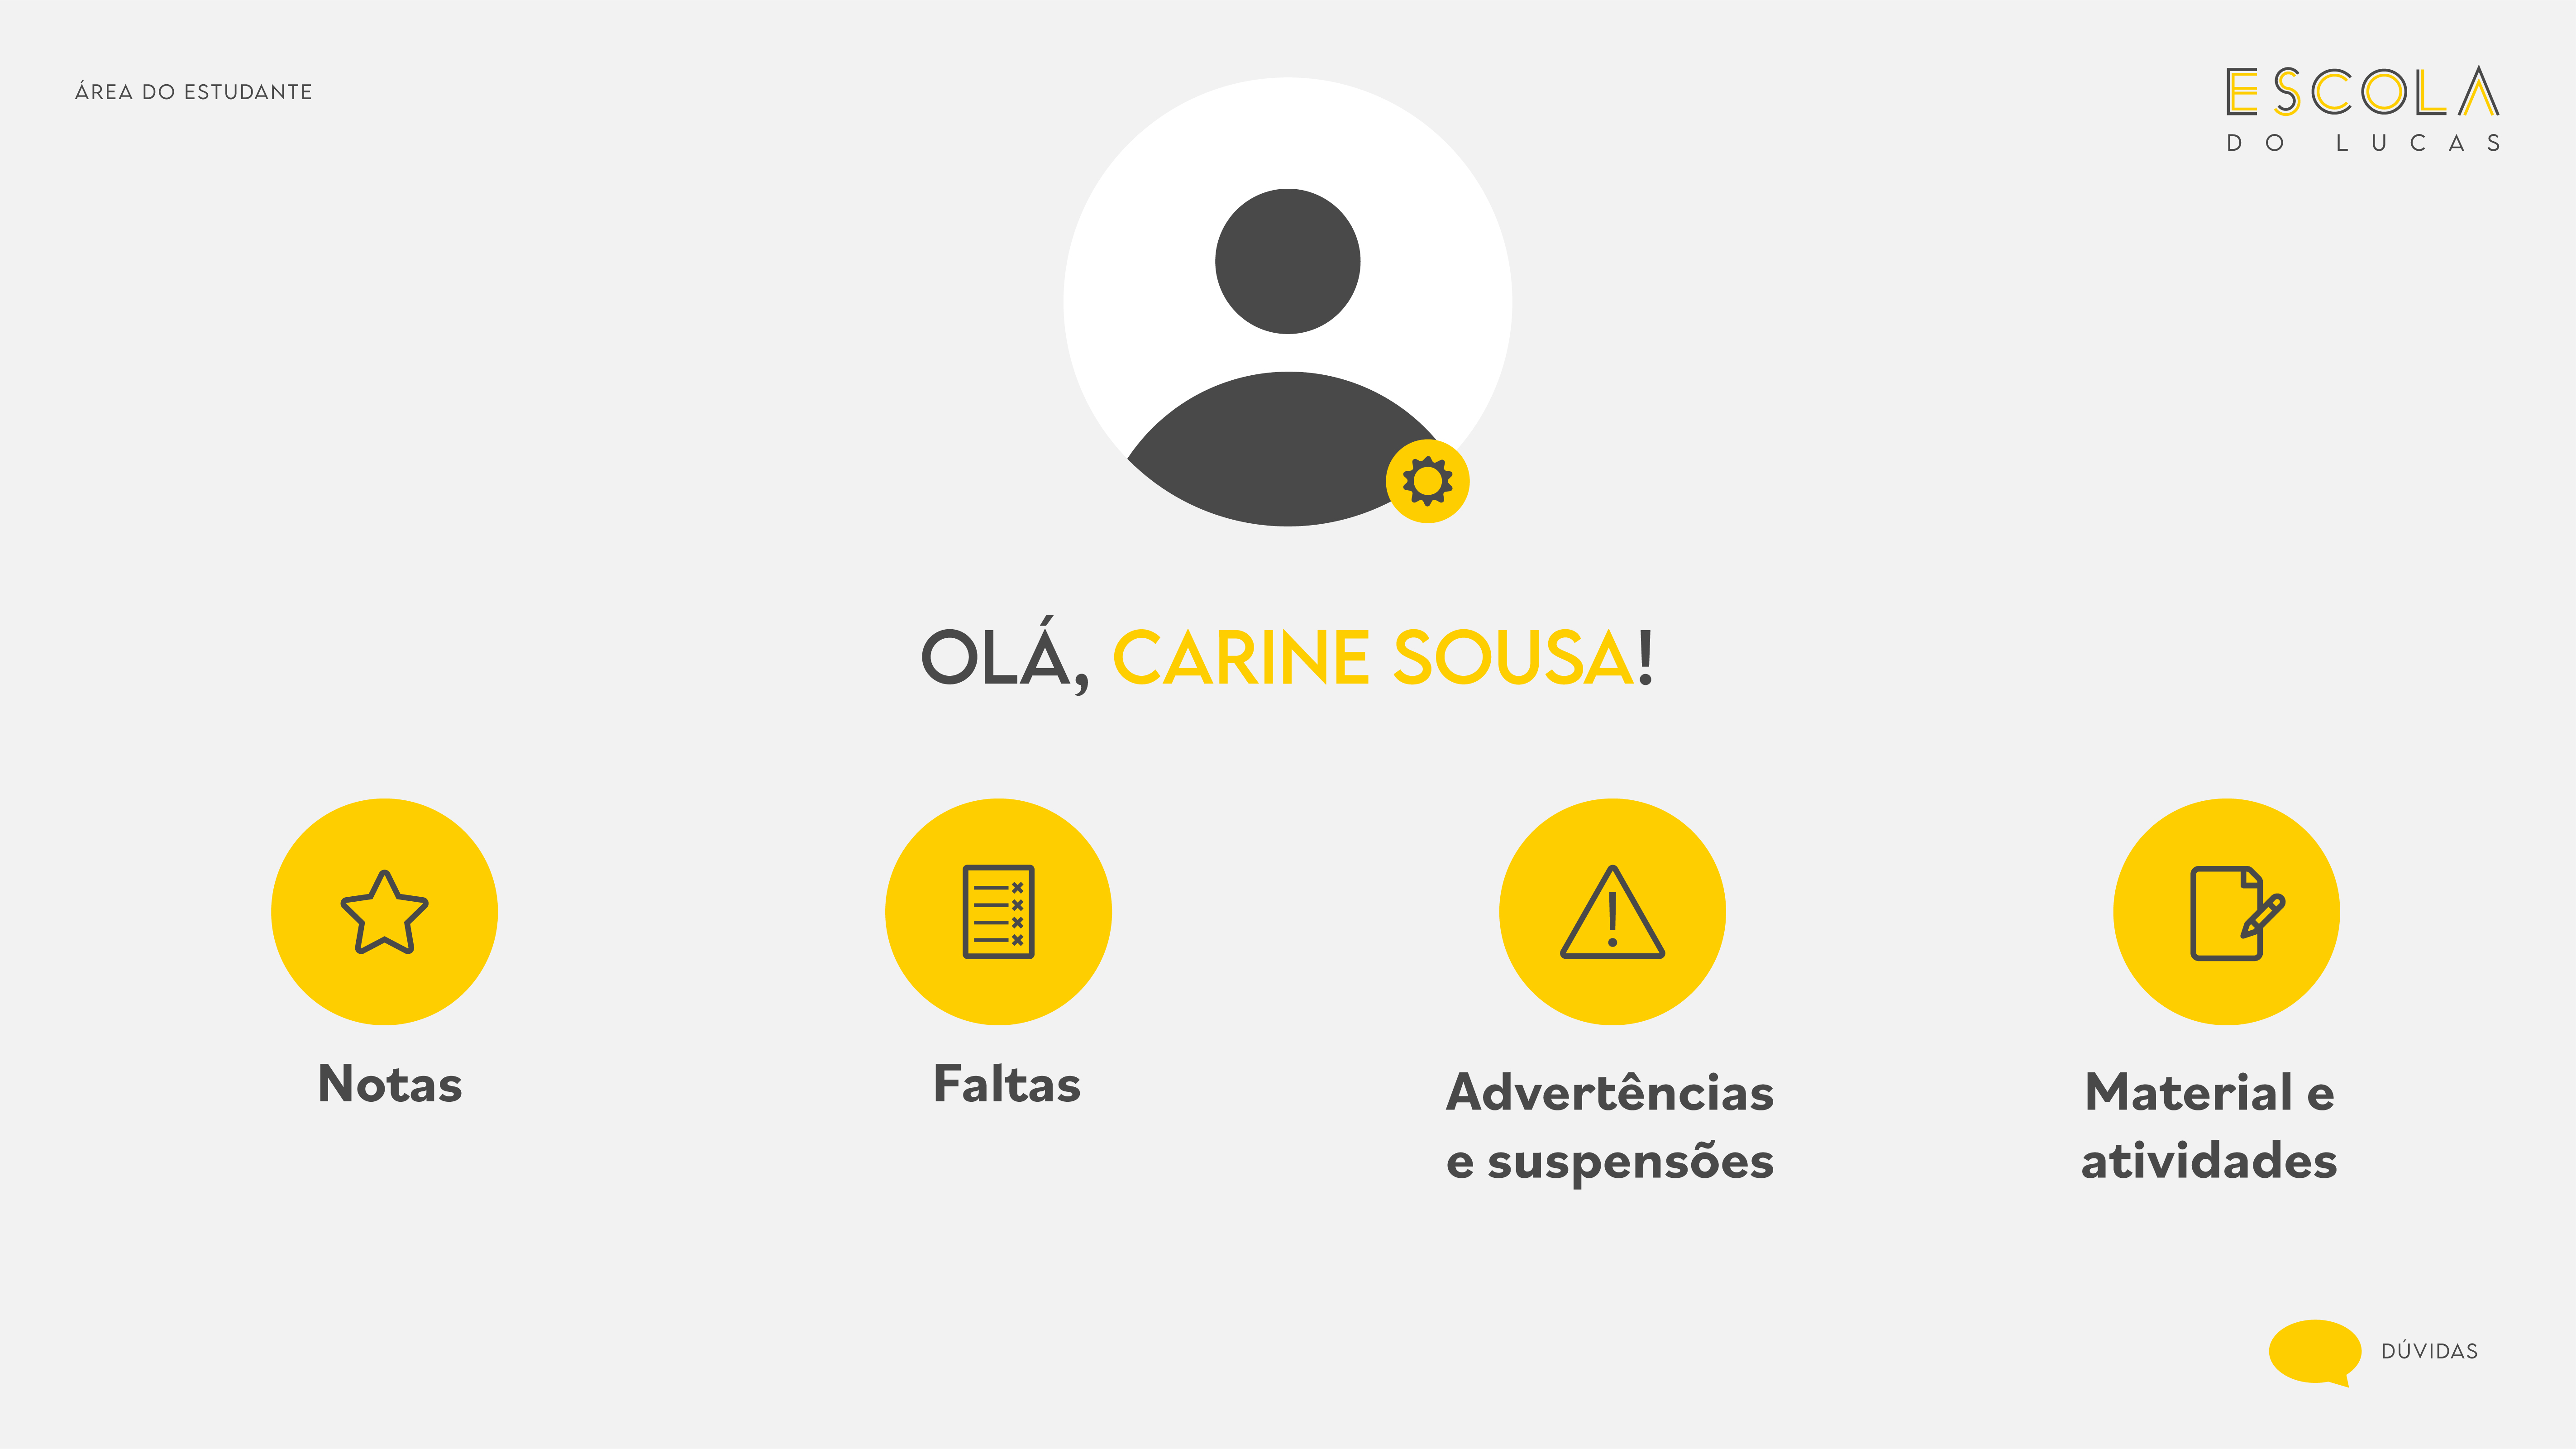 ÁREA DO ESTUDANTE
ESCOLA
DO LUCAS
OLÁ, CARINE SOUSA!
Notas
Faltas
Advertências
e suspensões
Material e
atividades
DÚVIDAS